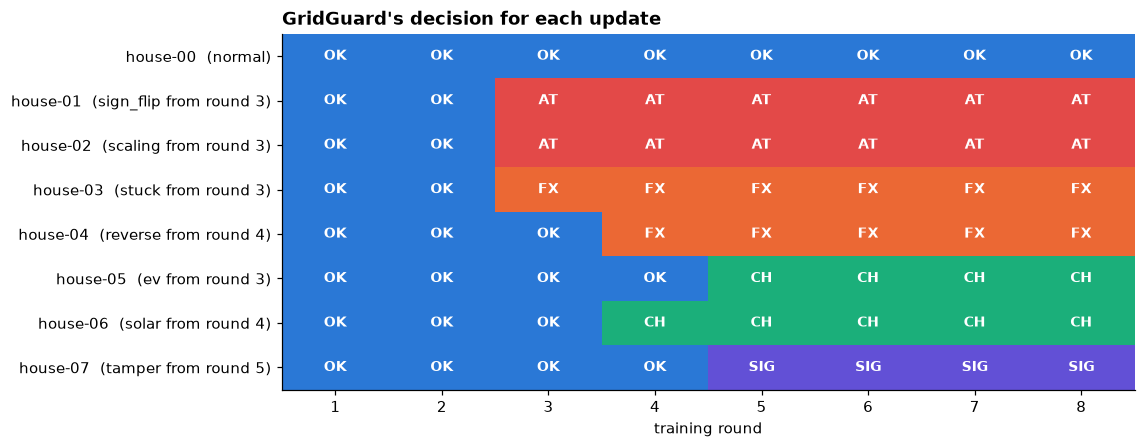 GridGuard's decision for each update
house-00 (normal) OK OK OK OK OK OK OK OK
house-01 (sign_flip from round 3) OK OK AT AT AT AT AT AT
house-02 (scaling from round 3) OK OK AT AT AT AT AT AT
house-03 (stuck from round 3) OK OK FX FX FX FX FX FX
house-04 (reverse from round 4) OK OK OK FX FX FX FX FX
house-05 (ev from round 3) OK OK OK OK CH CH CH CH
house-06 (solar from round 4) OK OK OK CH CH CH CH CH
house-07 (tamper from round 5) OK OK OK OK SIG SIG SIG SIG
1 2 3 4 5 6 7 8
training round